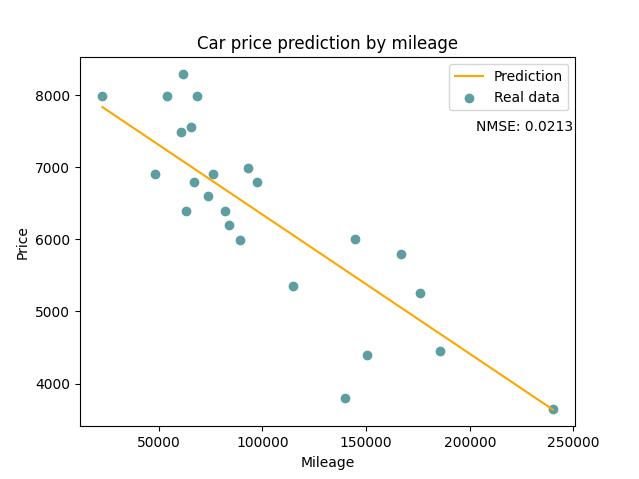 Car price prediction by mileage
Prediction
Real data
NMSE: 0.0213
8000
7000
6000
5000
4000
Price
50000 100000 150000 200000 250000
Mileage